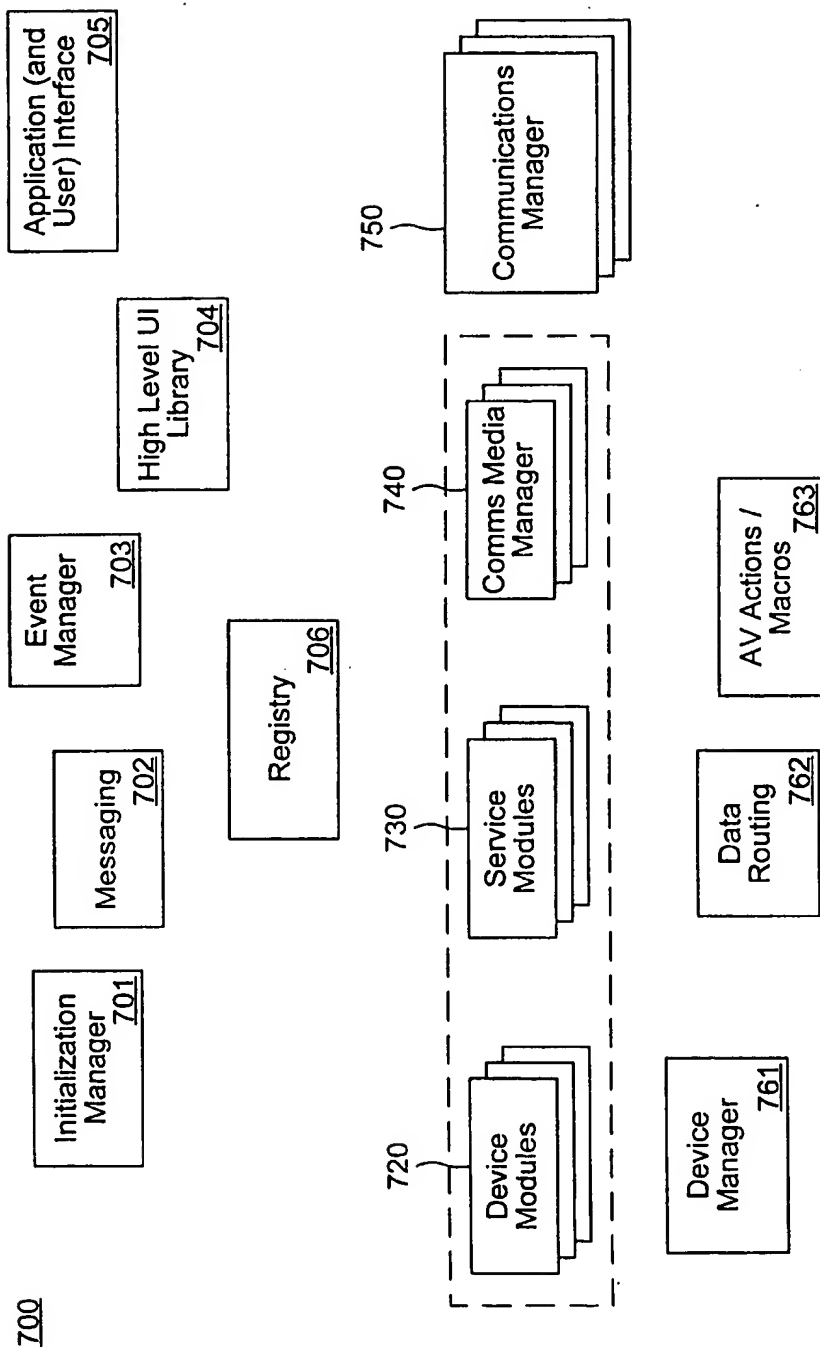 700
Initialization
Manager
701
Messaging
702
Event
Manager
703
High Level UI
Library
704
Application (and
User) Interface
705
Registry
706
720
Device
Modules
730
Service
Modules
740
Comms Media
Manager
750
Communications
Manager
Device
Manager
761
Data
Routing
762
AV Actions /
Macros
763